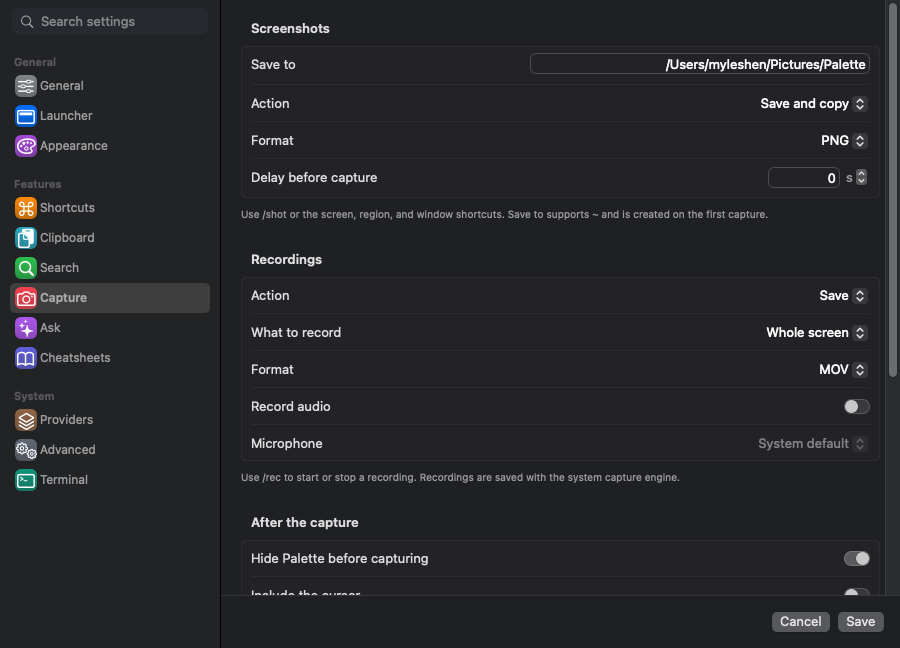 Search settings
General
General
Launcher
Appearance
Features
Shortcuts
Clipboard
Search
Capture
Ask
Cheatsheets
System
Providers
Advanced
Terminal
Screenshots
Save to /Users/myleshen/Pictures/Palette
Action Save and copy
Format PNG
Delay before capture 0 s
Use /shot or the screen, region, and window shortcuts. Save to supports ~ and is created on the first capture.
Recordings
Action Save
What to record Whole screen
Format MOV
Record audio
Microphone System default
Use /rec to start or stop a recording. Recordings are saved with the system capture engine.
After the capture
Hide Palette before capturing
Include the cursor
Cancel Save